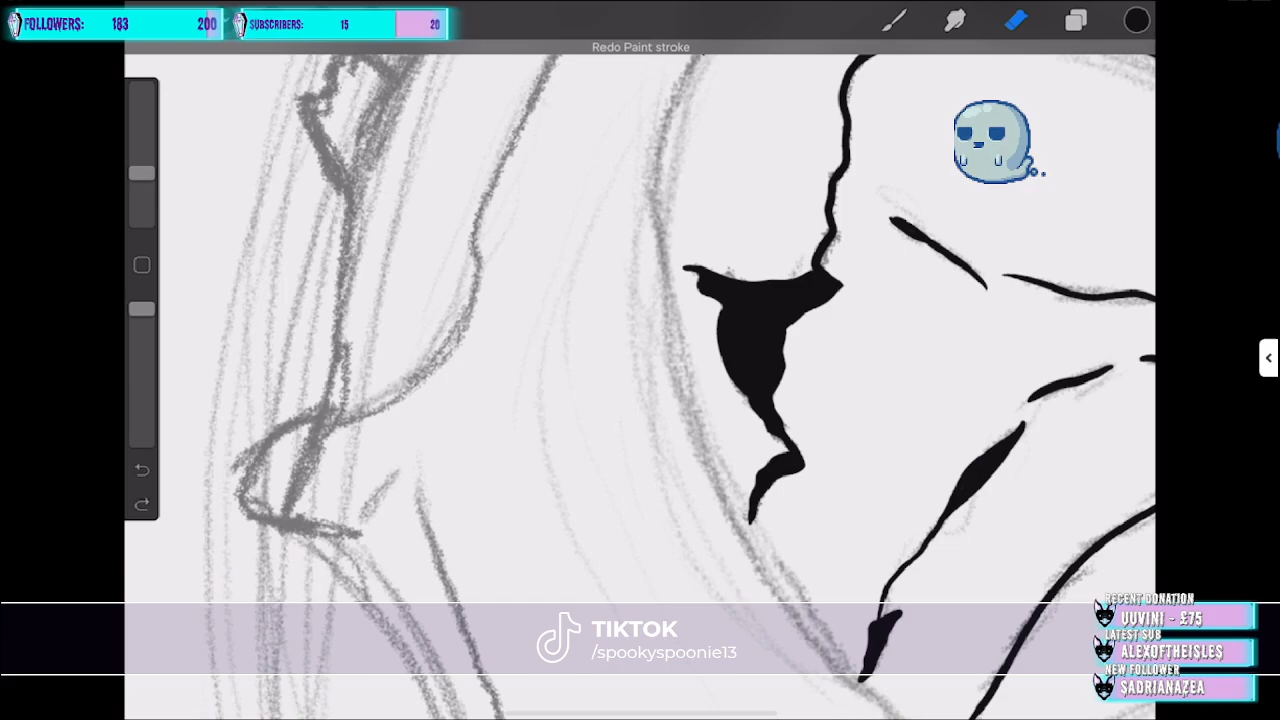 FOLLOWERS: 183 200
SUBSCRIBERS: 15 20
Redo Paint stroke
TIKTOK
/spookyspoonie13
RECENT DONATION
UUVINI - £75
LATEST SUB
ALEXOFTHEISLES
NEW FOLLOWER
SADRIANAZEA